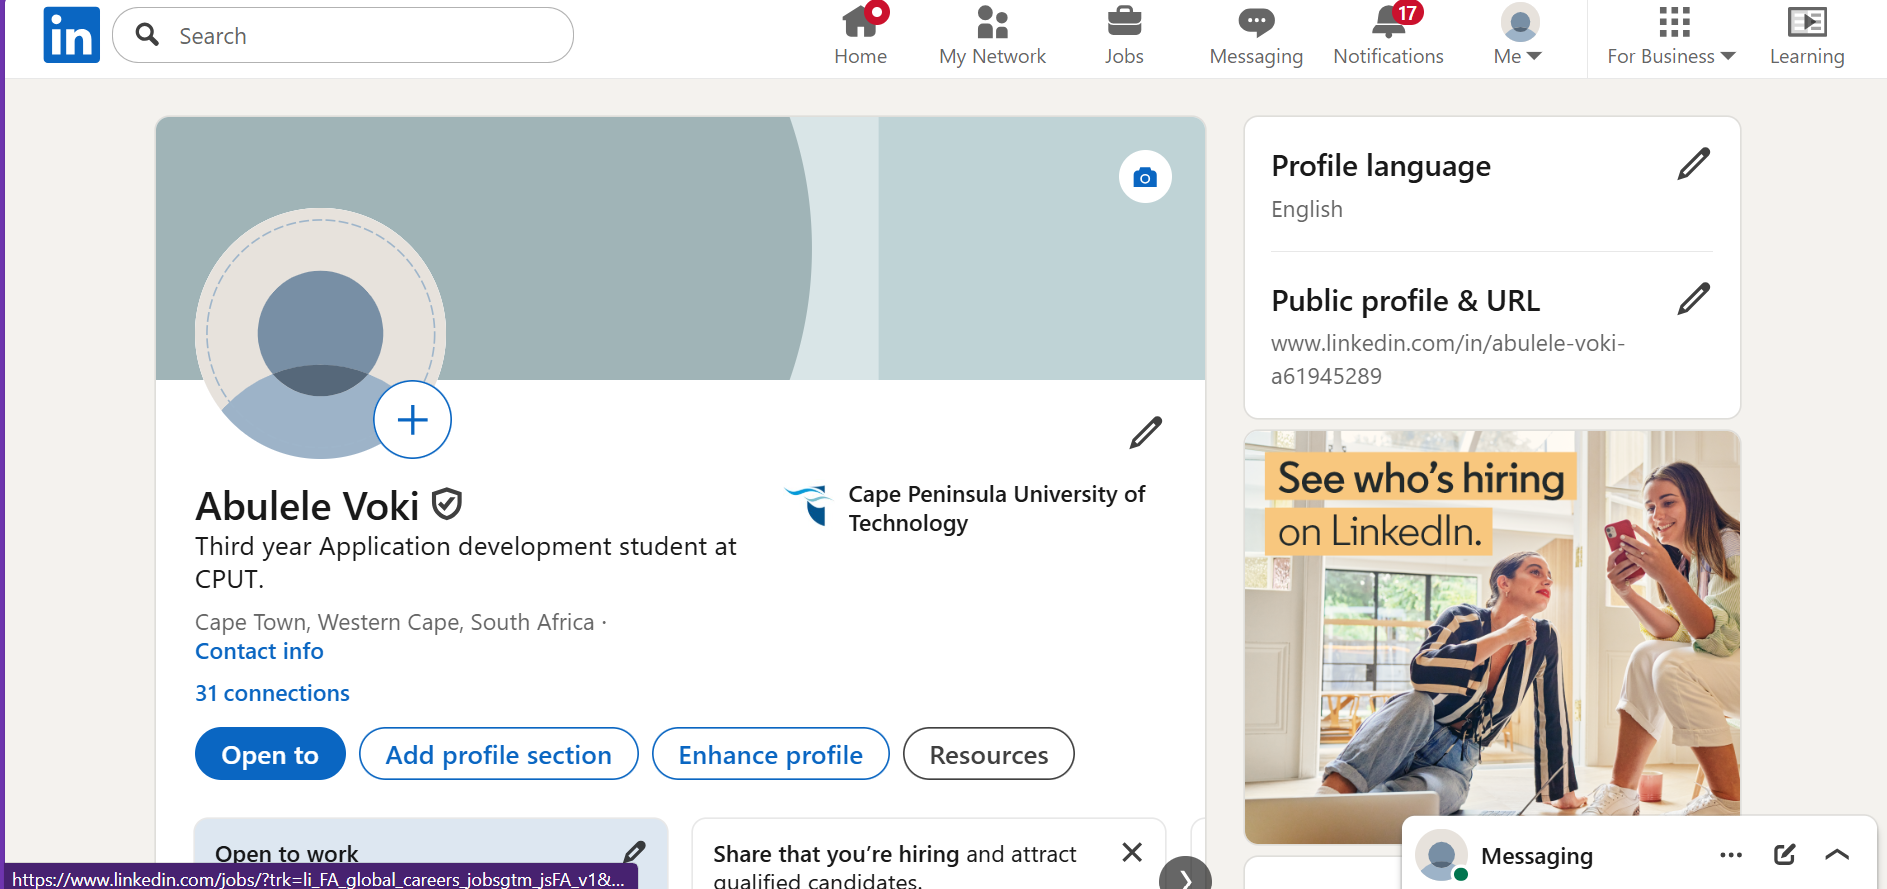 in
Search
Home
My Network
Jobs
Messaging
17
Notifications
Me
For Business
Learning
Profile language
English
Public profile & URL
www.linkedin.com/in/abulele-voki-
a61945289
Abulele Voki
Third year Application development student at
CPUT.
Cape Peninsula University of
Technology
Cape Town, Western Cape, South Africa ·
Contact info
31 connections
Open to
Add profile section
Enhance profile
Resources
Open to work
Share that you’re hiring and attract
qualified candidates.
See who’s hiring
on LinkedIn.
Messaging
https://www.linkedin.com/jobs/?trk=li_FA_global_careers_jobsgtm_jsFA_v1&...